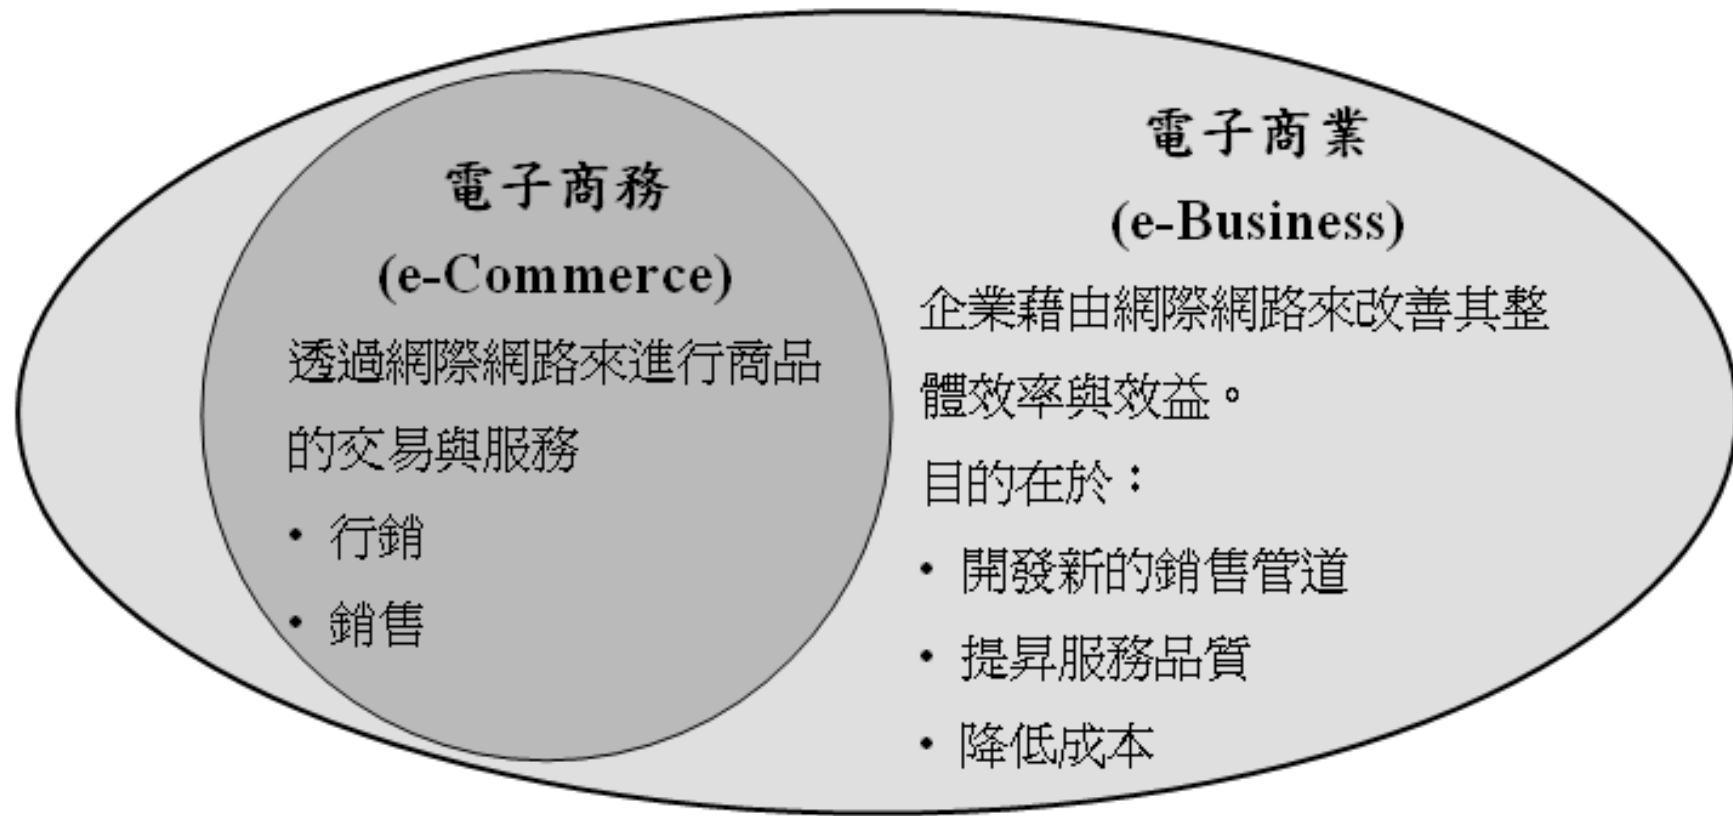 電子商務
(e-Commerce)
透過網際網路來進行商品
的交易與服務
• 行銷
• 銷售
電子商業
(e-Business)
企業藉由網際網路來改善其整
體效率與效益。
目的在於：
• 開發新的銷售管道
• 提昇服務品質
• 降低成本